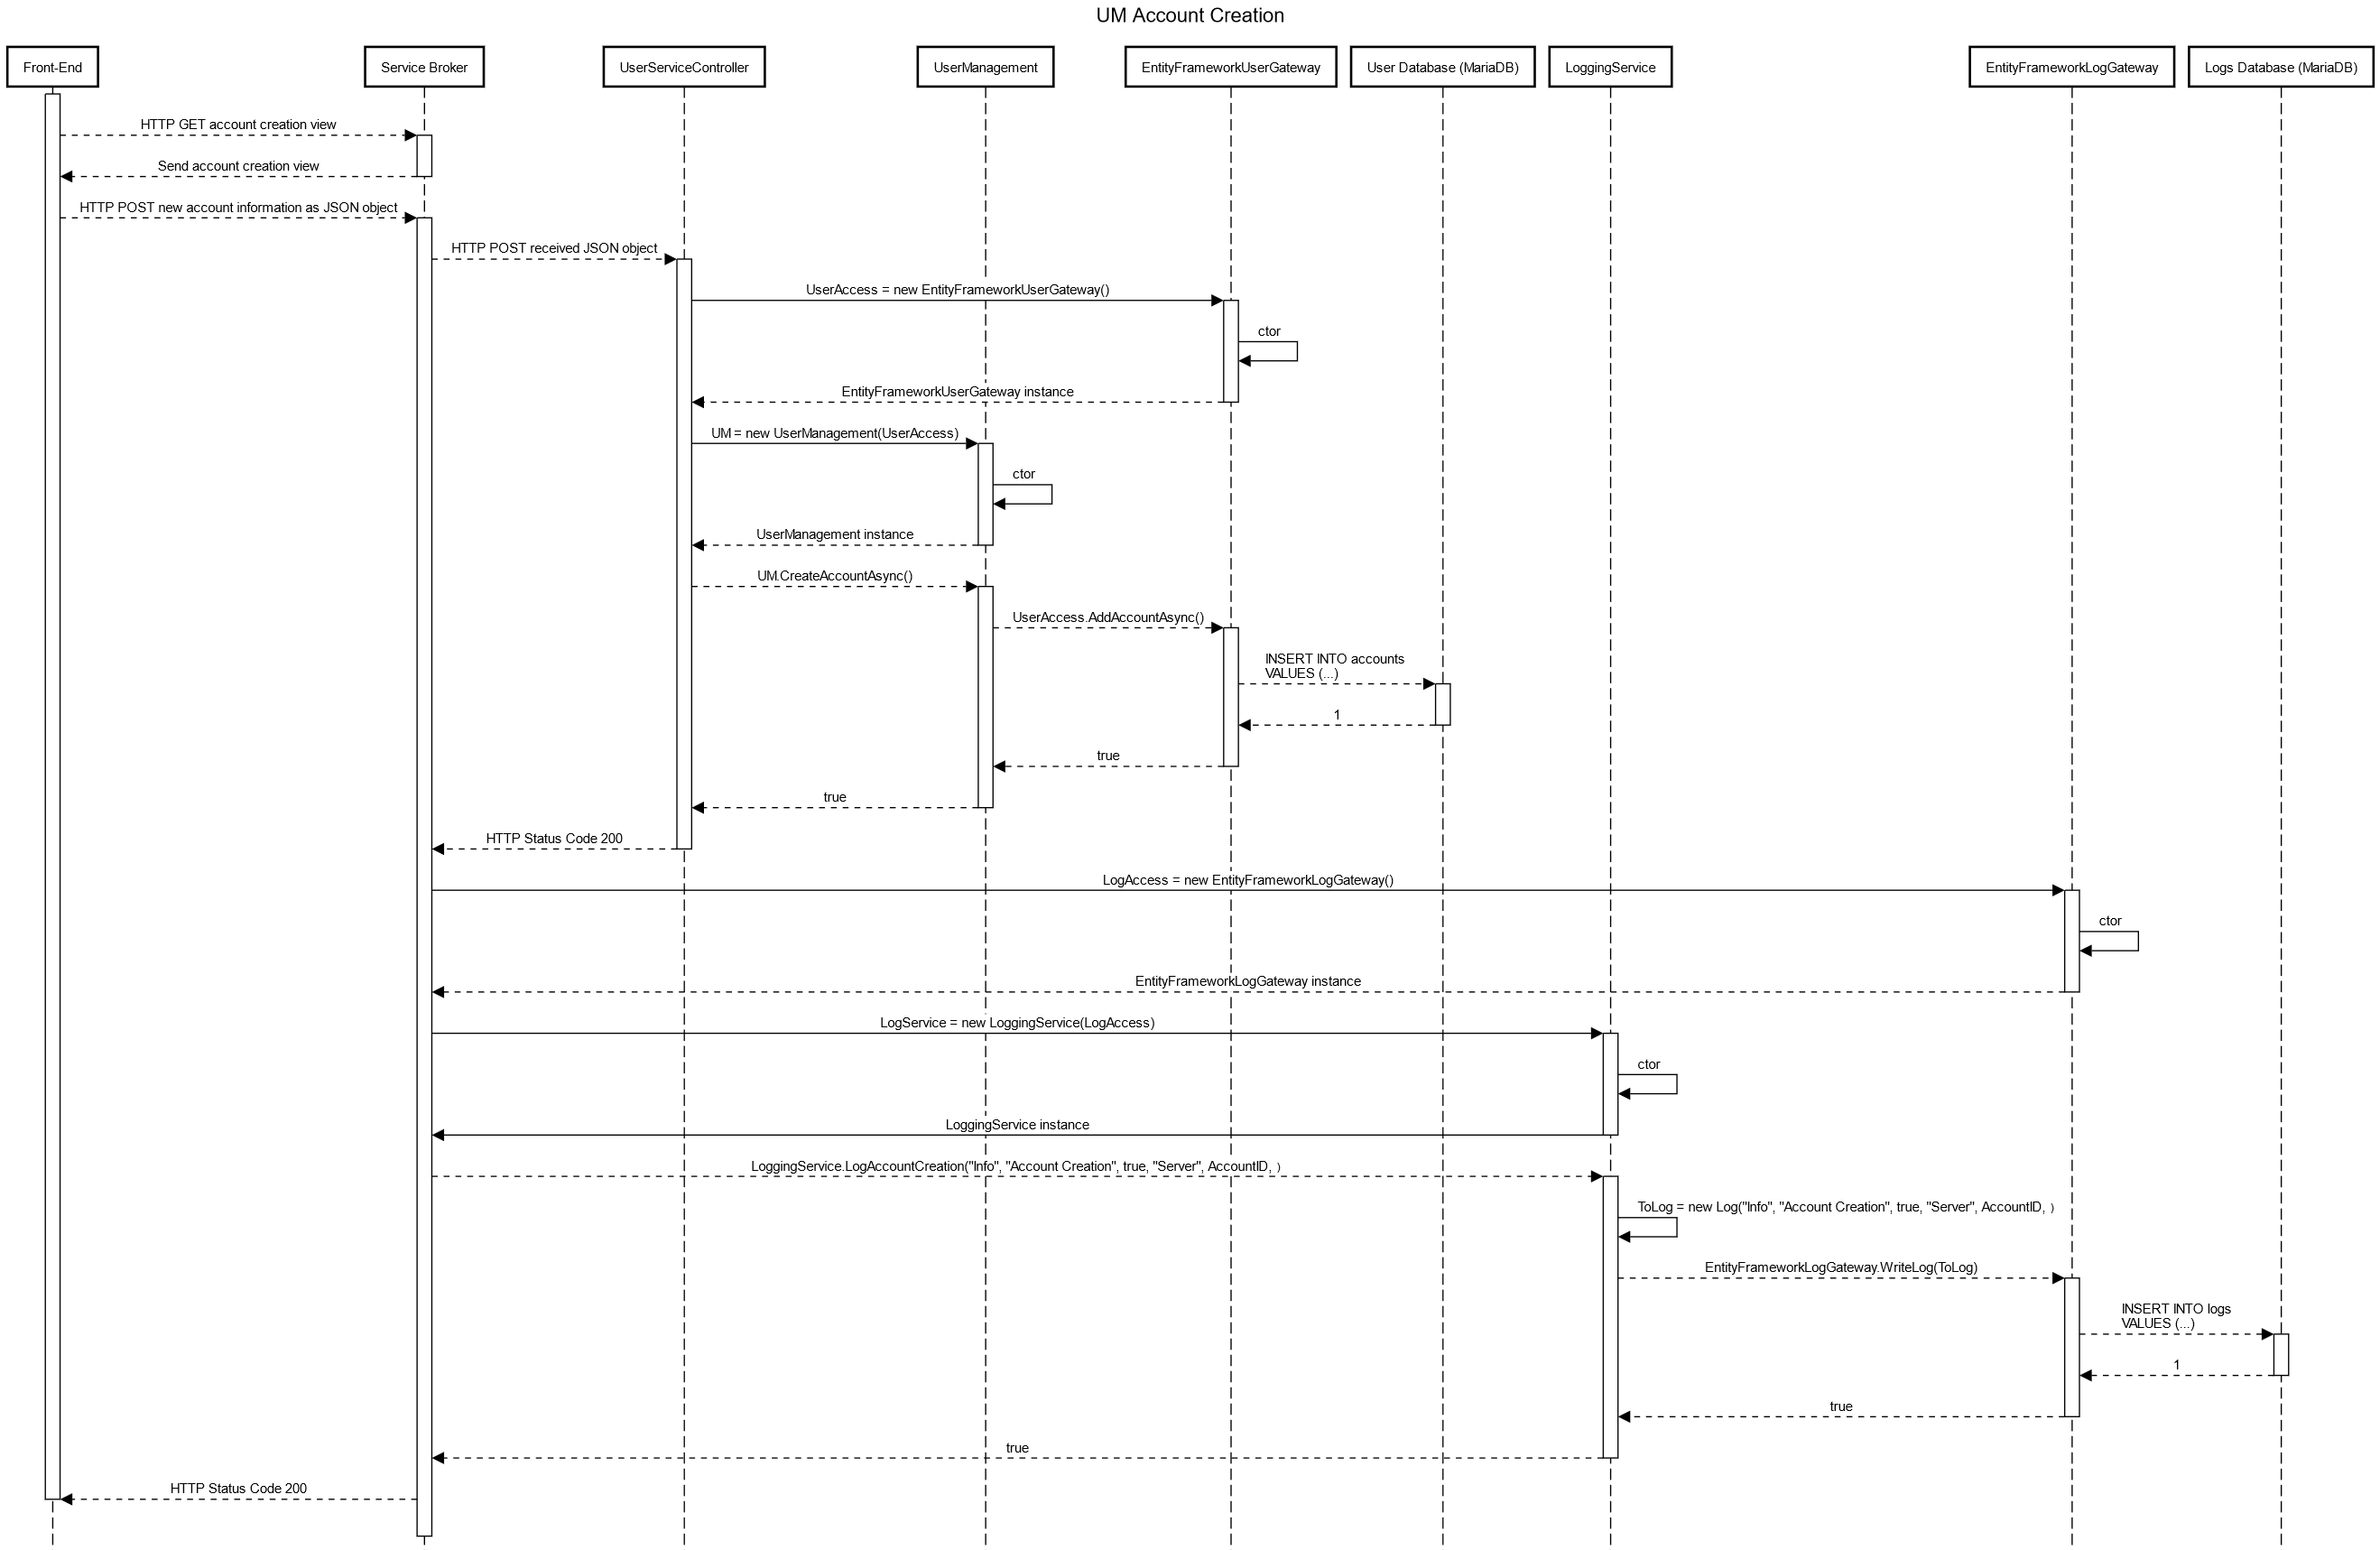 UM Account Creation
Front-End
Service Broker
UserServiceController
UserManagement
EntityFrameworkUserGateway
User Database (MariaDB)
LoggingService
EntityFrameworkLogGateway
Logs Database (MariaDB)
HTTP GET account creation view
Send account creation view
HTTP POST new account information as JSON object
HTTP POST received JSON object
UserAccess = new EntityFrameworkUserGateway()
ctor
EntityFrameworkUserGateway instance
UM = new UserManagement(UserAccess)
ctor
UserManagement instance
UM.CreateAccountAsync()
UserAccess.AddAccountAsync()
INSERT INTO accounts
VALUES (...)
1
true
true
HTTP Status Code 200
LogAccess = new EntityFrameworkLogGateway()
ctor
EntityFrameworkLogGateway instance
LogService = new LoggingService(LogAccess)
ctor
LoggingService instance
LoggingService.LogAccountCreation("Info", "Account Creation", true, "Server", AccountID, )
ToLog = new Log("Info", "Account Creation", true, "Server", AccountID, )
EntityFrameworkLogGateway.WriteLog(ToLog)
INSERT INTO logs
VALUES (...)
1
true
true
HTTP Status Code 200